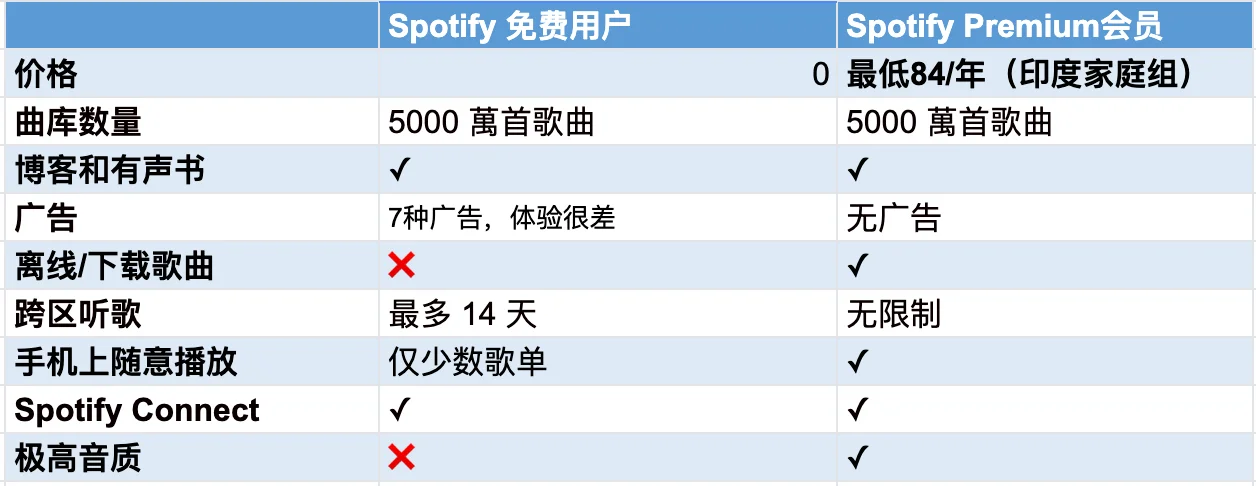 Spotify 免费用户 Spotify Premium会员
价格 0 最低84/年（印度家庭组）
曲库数量 5000 萬首歌曲 5000 萬首歌曲
博客和有声书 ✓ ✓
广告 7种广告，体验很差 无广告
离线/下载歌曲 ❌ ✓
跨区听歌 最多 14 天 无限制
手机上随意播放 仅少数歌单 ✓
Spotify Connect ✓ ✓
极高音质 ❌ ✓